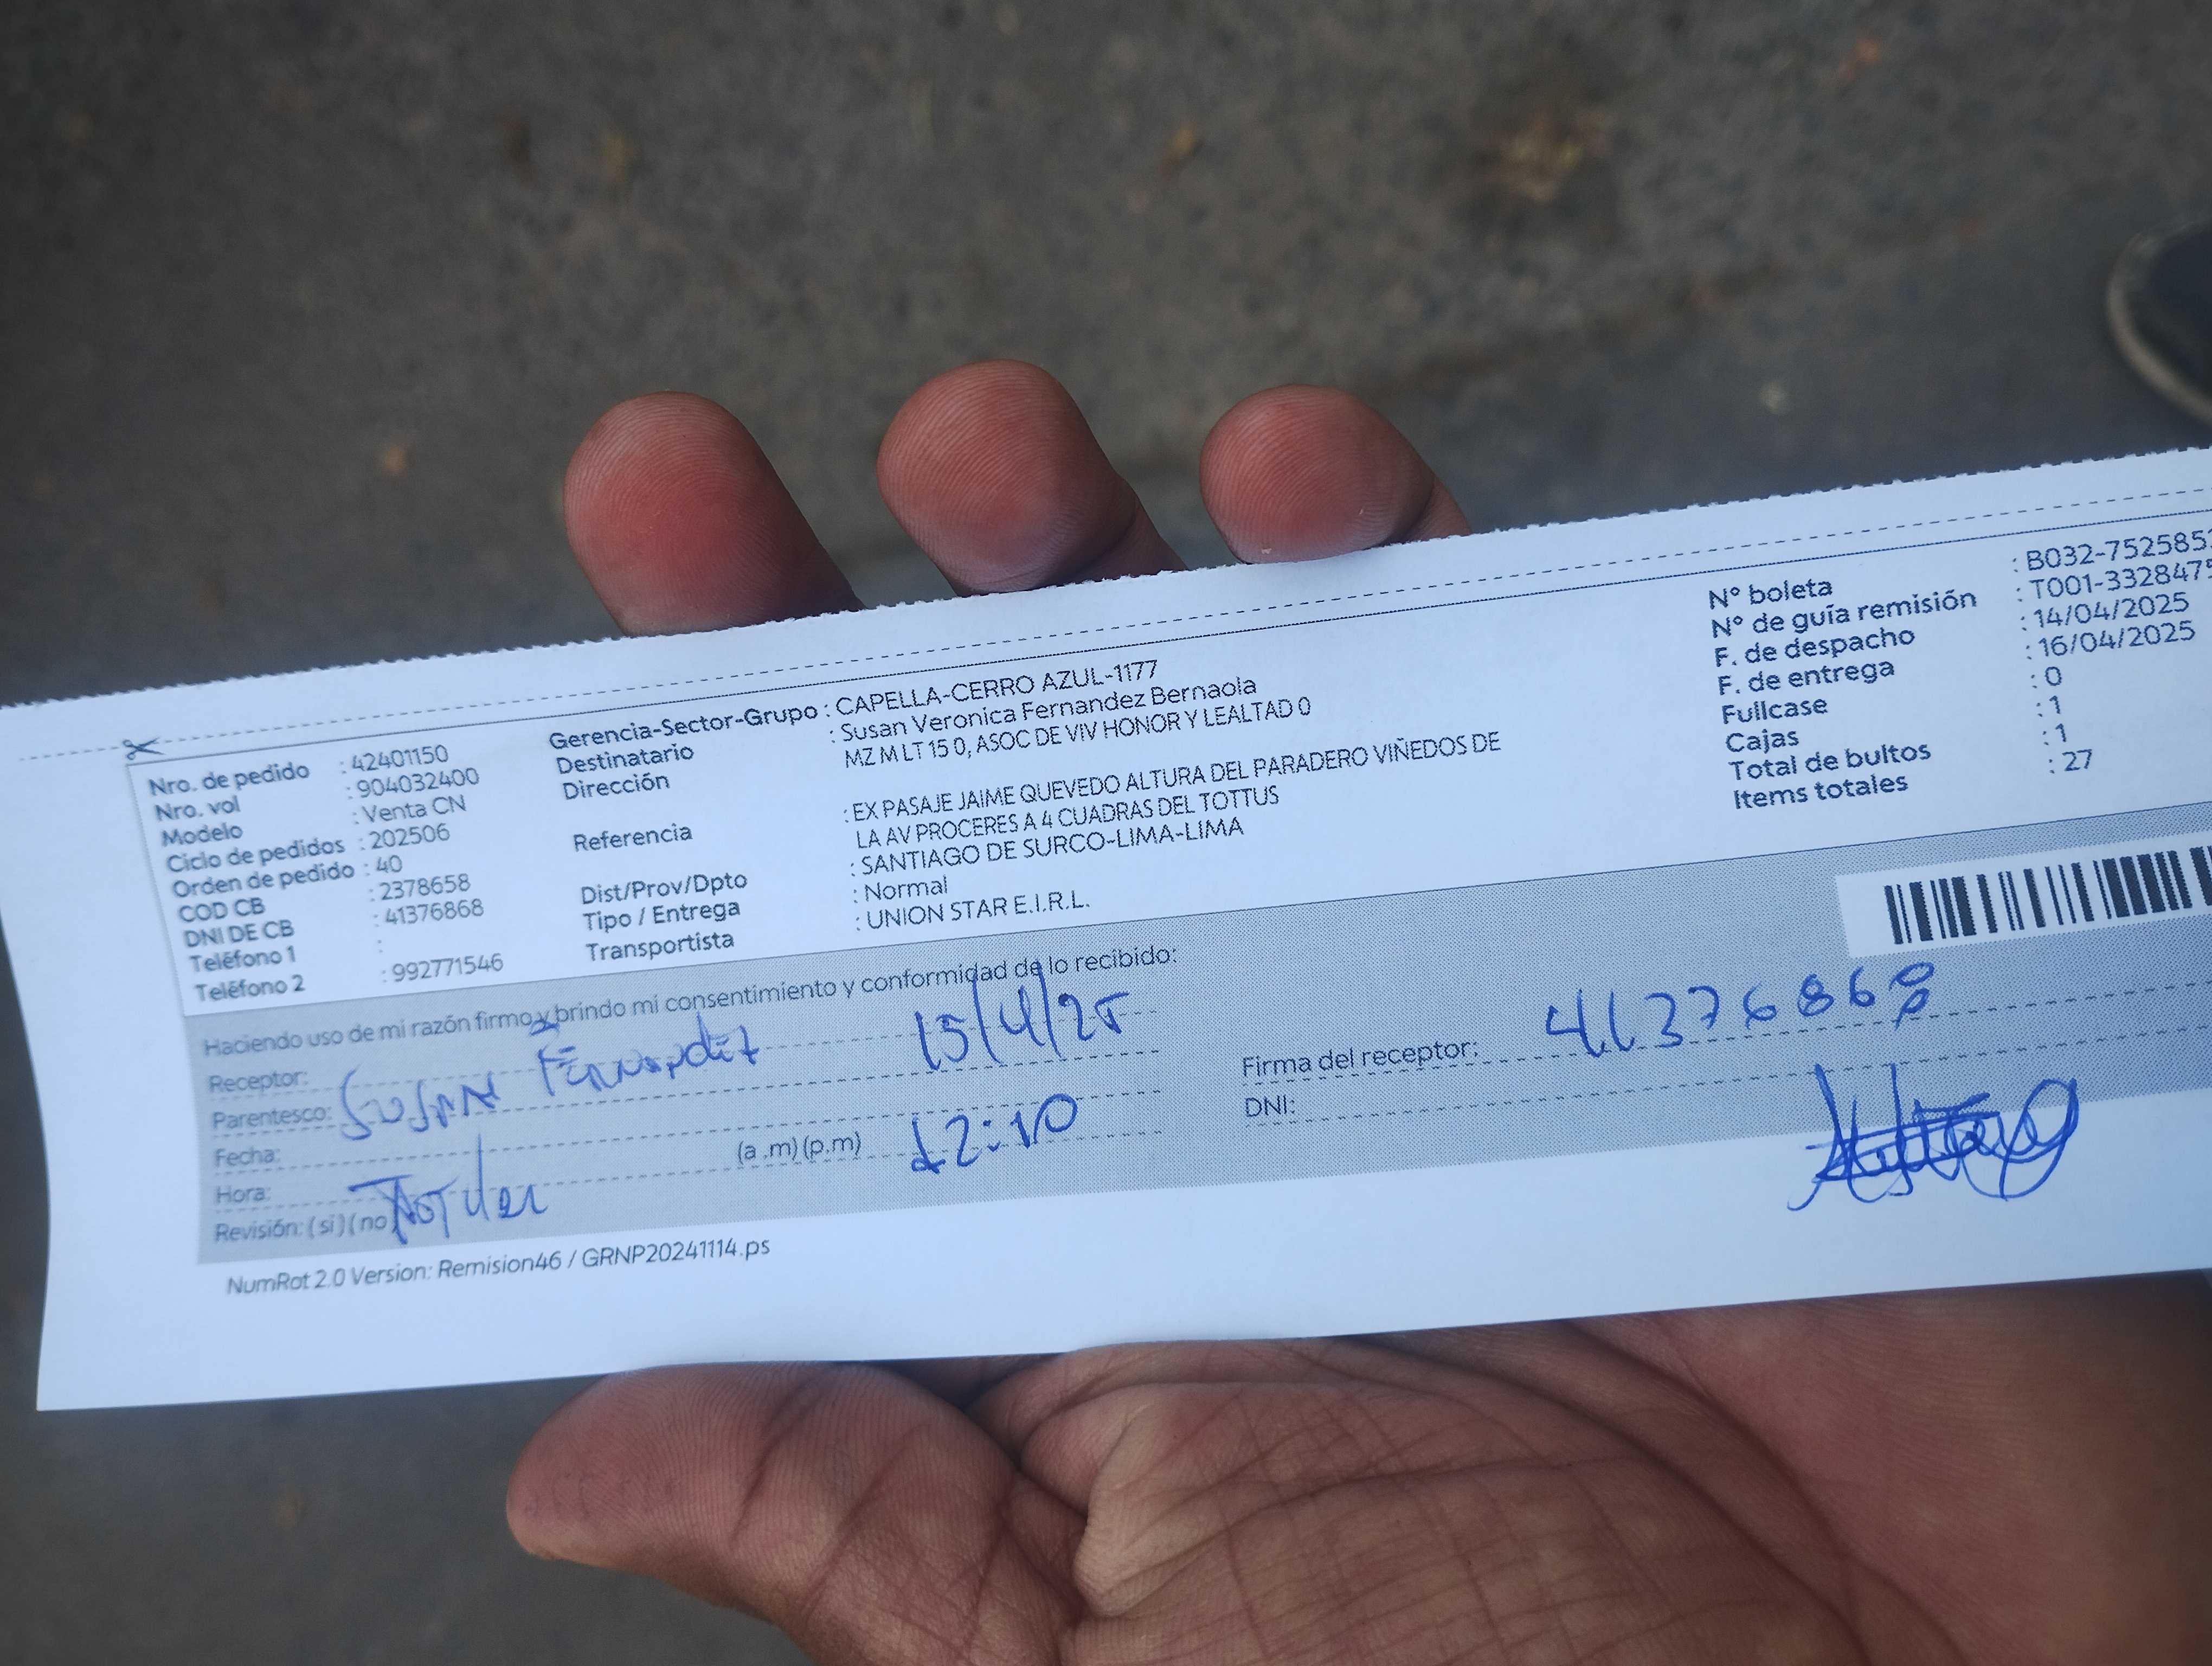 Nro. de pedido : 42401150
Nro. vol : 904032400
Modelo : Venta CN
Ciclo de pedidos : 202506
Orden de pedido : 40
COD CB : 2378658
DNI DE CB : 41376868
Teléfono 1 :
Teléfono 2 : 992771546
Gerencia-Sector-Grupo : CAPELLA-CERRO AZUL-1177
Destinatario : Susan Veronica Fernandez Bernaola
Dirección MZ M LT 15 0, ASOC DE VIV HONOR Y LEALTAD 0
Referencia : EX PASAJE JAIME QUEVEDO ALTURA DEL PARADERO VIÑEDOS DE
LA AV PROCERES A 4 CUADRAS DEL TOTTUS
Dist/Prov/Dpto : SANTIAGO DE SURCO-LIMA-LIMA
Tipo / Entrega : Normal
Transportista : UNION STAR E.I.R.L.
N° boleta : B032-752585
N° de guía remisión : T001-332847
F. de despacho : 14/04/2025
F. de entrega : 16/04/2025
Fullcase : 0
Cajas : 1
Total de bultos : 1
Items totales : 27
Haciendo uso de mi razón firmo y brindo mi consentimiento y conformidad de lo recibido:
Receptor:
Parentesco: Susan 15/4/25
Fecha:
Hora: (a .m) (p.m) 12:10
Revisión: ( si ) ( no )
Firma del receptor: 41376868
DNI:
NumRot 2.0 Version: Remision46 / GRNP20241114.ps